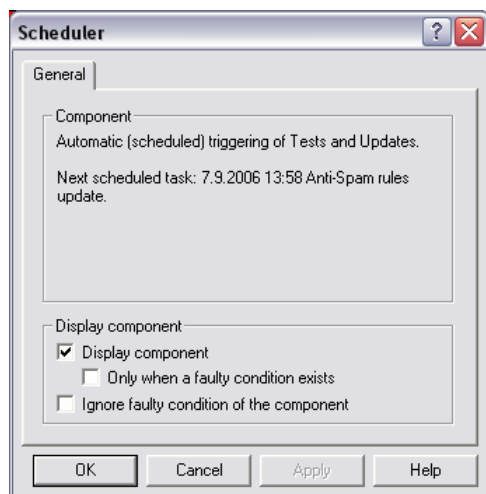 Scheduler
General
Component
Automatic (scheduled) triggering of Tests and Updates.
Next scheduled task: 7.9.2006 13:58 Anti-Spam rules
update.
Display component
Display component
Only when a faulty condition exists
Ignore faulty condition of the component
OK Cancel Apply Help